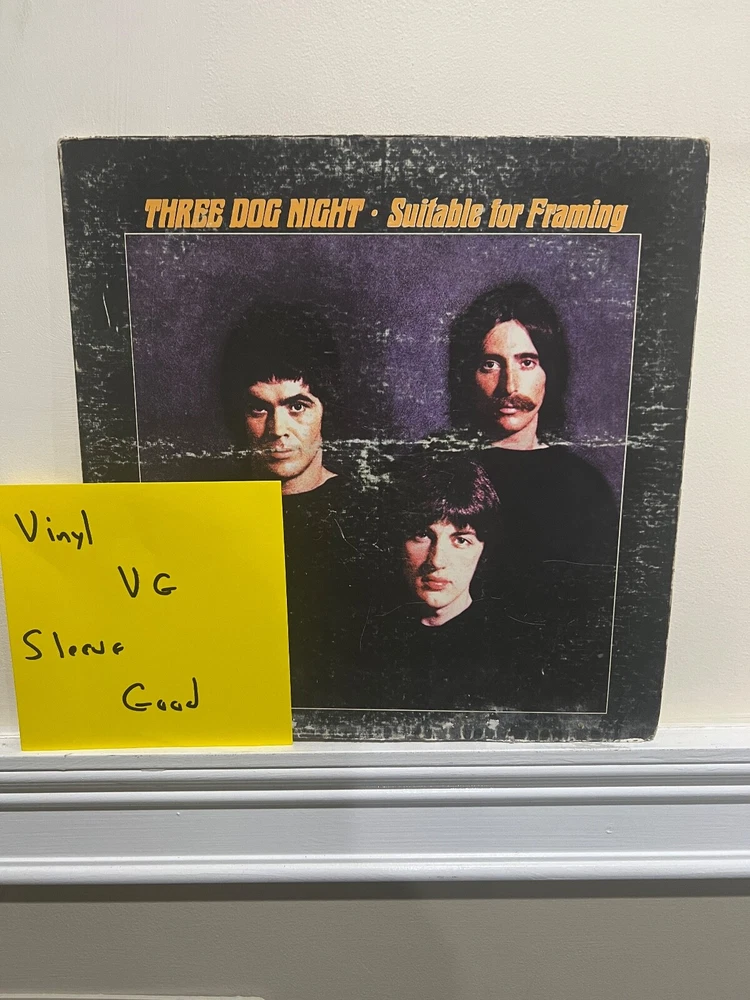 THREE DOG NIGHT • Suitable for Framing
Vinyl
VG
Sleeve
Good